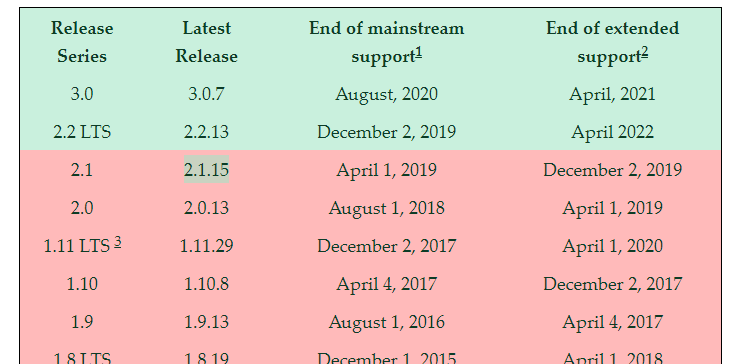 Release Series Latest Release End of mainstream support1 End of extended support2
3.0 3.0.7 August, 2020 April, 2021
2.2 LTS 2.2.13 December 2, 2019 April 2022
2.1 2.1.15 April 1, 2019 December 2, 2019
2.0 2.0.13 August 1, 2018 April 1, 2019
1.11 LTS 3 1.11.29 December 2, 2017 April 1, 2020
1.10 1.10.8 April 4, 2017 December 2, 2017
1.9 1.9.13 August 1, 2016 April 4, 2017
1.8 LTS 1.8.19 December 1, 2015 April 1, 2018